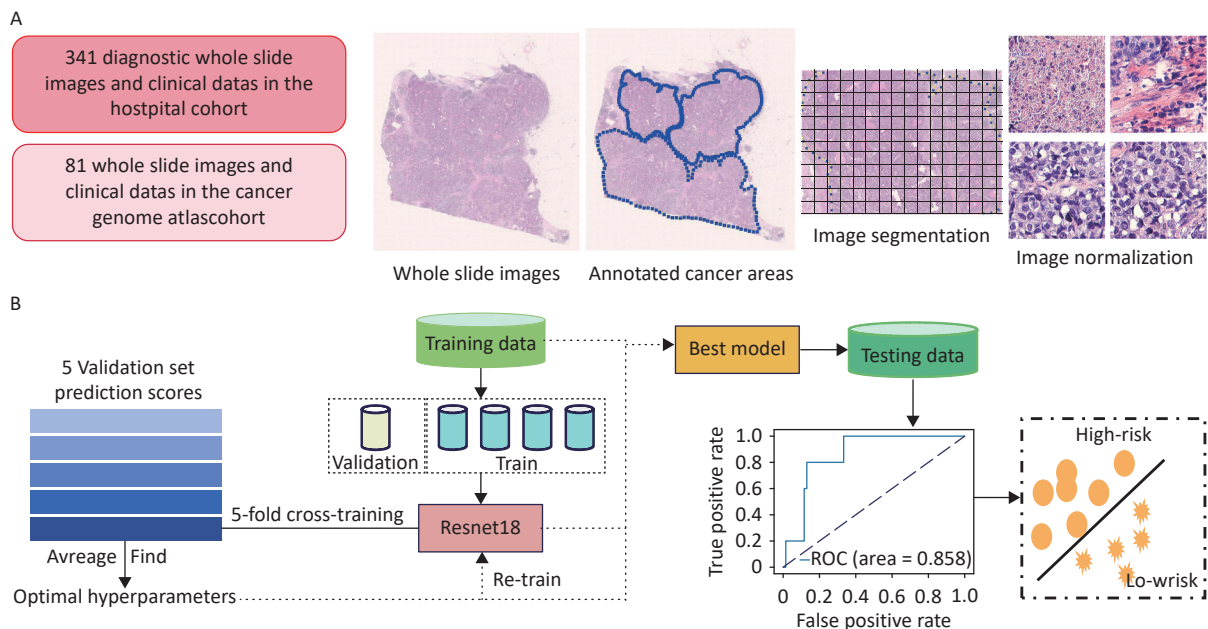 A
341 diagnostic whole slide
images and clinical datas in the
hostpital cohort
81 whole slide images and
clinical datas in the cancer
genome atlascohort
Whole slide images
Annotated cancer areas
Image segmentation
Image normalization
B
5 Validation set
prediction scores
Avreage
Find
Optimal hyperparameters
5-fold cross-training
Training data
Validation
Train
Resnet18
Re-train
Best model
Testing data
True positive rate
1.0
0.8
0.6
0.4
0.2
0
ROC (area = 0.858)
0
0.2
0.4
0.6
0.8
1.0
False positive rate
High-risk
Lo-wrisk